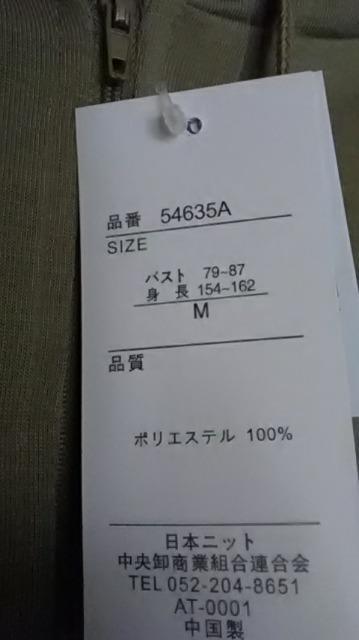 品番 54635A
SIZE
バスト 79~87
身 長 154~162
M
品質
ポリエステル 100%
日本ニット
中央卸商業組合連合会
TEL 052-204-8651
AT-0001
中国製